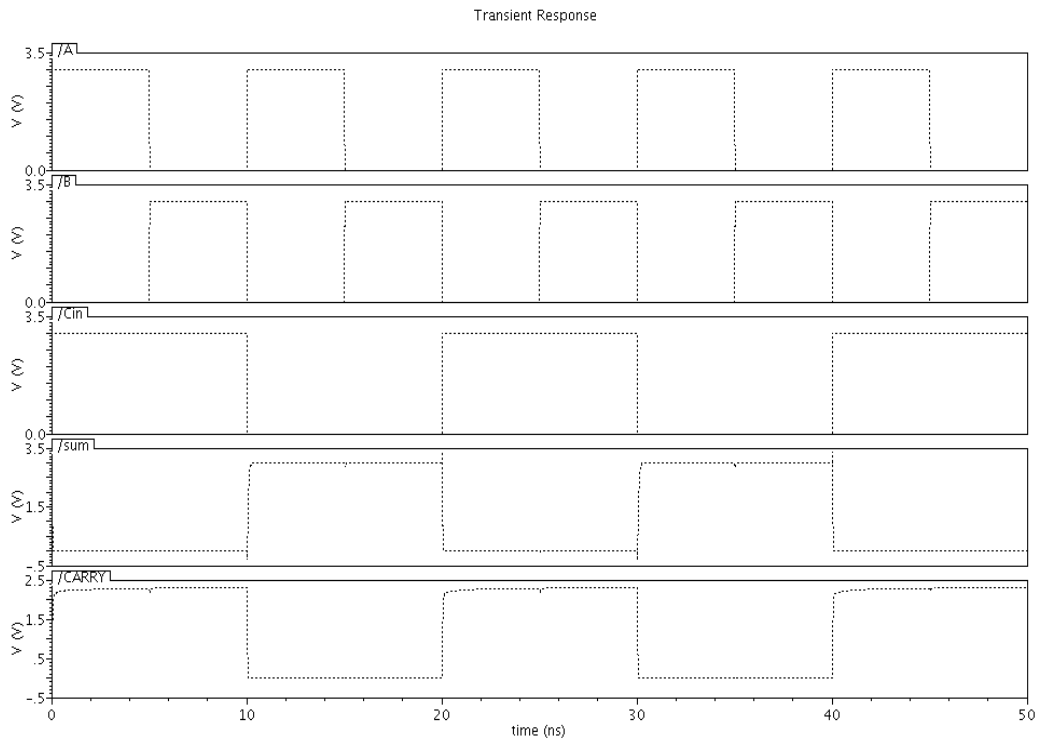 Transient Response
/A
3.5
V (V)
0.0
/B
3.5
V (V)
0.0
/Cin
3.5
V (V)
0.0
/sum
3.5
V (V)
1.5
-.5
/CARRY
2.5
1.5
V (V)
.5
-.5
0 10 20 30 40 50
time (ns)